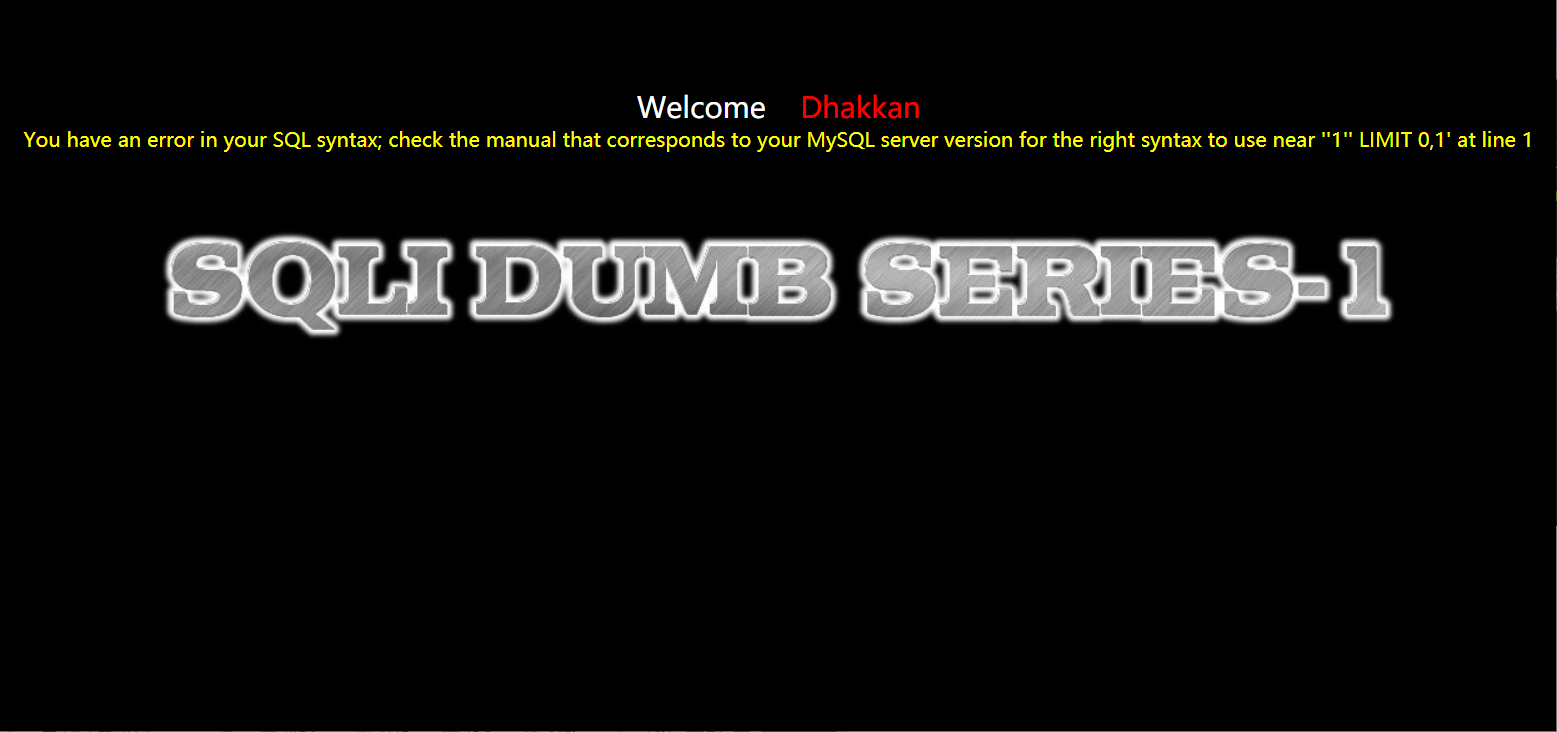 Welcome Dhakkan
You have an error in your SQL syntax; check the manual that corresponds to your MySQL server version for the right syntax to use near ''1'' LIMIT 0,1' at line 1
SQLI DUMB SERIES-1